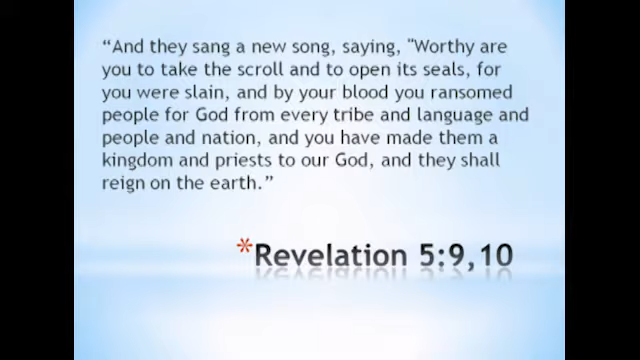 “And they sang a new song, saying, "Worthy are
you to take the scroll and to open its seals, for
you were slain, and by your blood you ransomed
people for God from every tribe and language and
people and nation, and you have made them a
kingdom and priests to our God, and they shall
reign on the earth.”
*Revelation 5:9,10